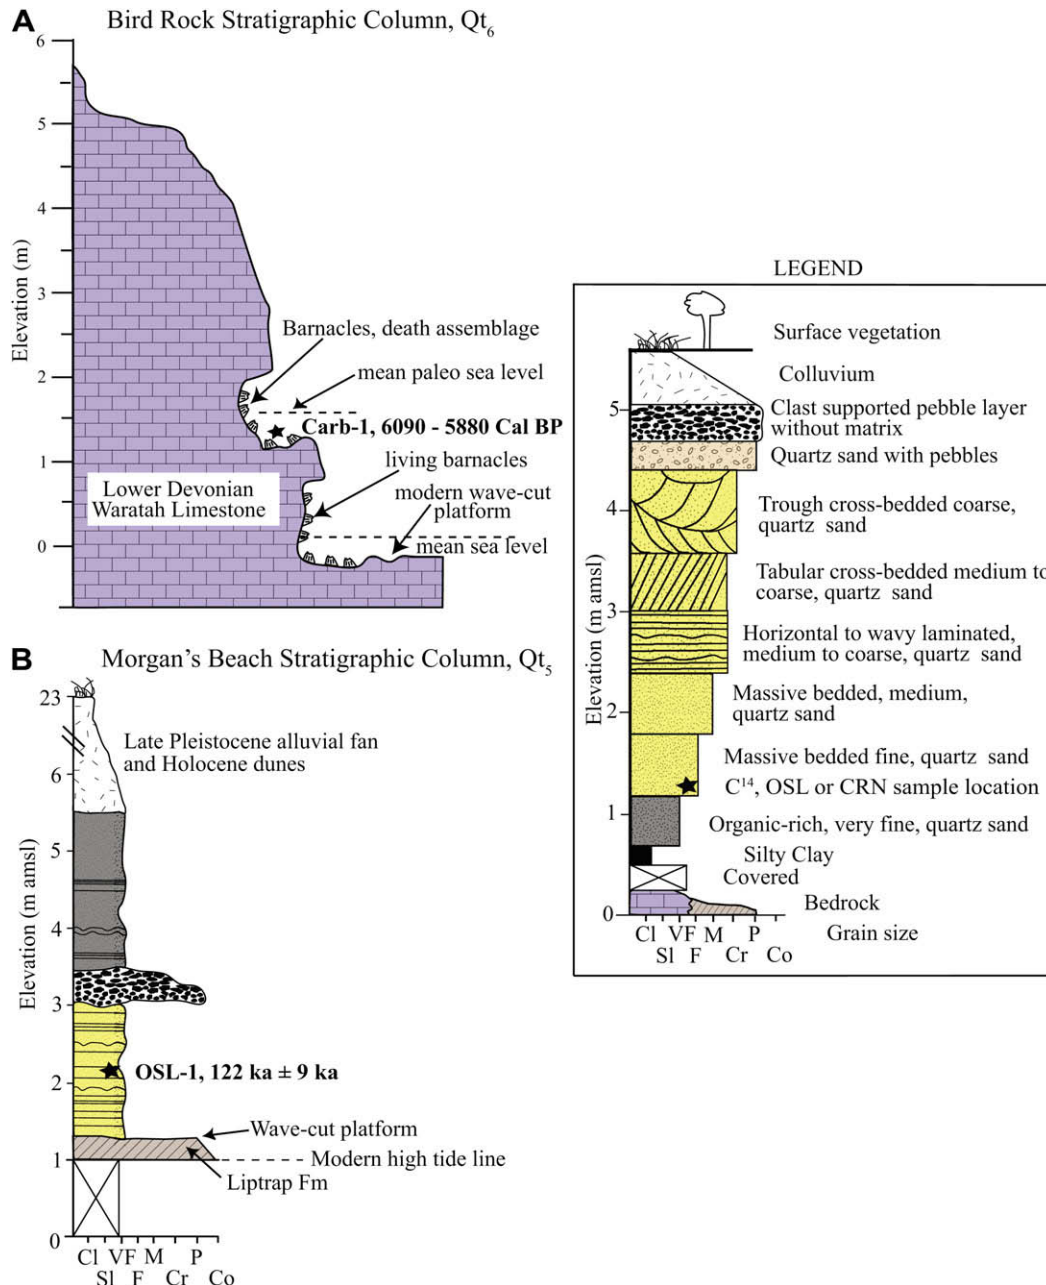 A Bird Rock Stratigraphic Column, Qt6
6
5
4
3
2
1
0
Elevation (m)
Barnacles, death assemblage
mean paleo sea level
Carb-1, 6090 - 5880 Cal BP
living barnacles
modern wave-cut
platform
mean sea level
Lower Devonian
Waratah Limestone
B Morgan's Beach Stratigraphic Column, Qt5
23
6
5
4
3
2
1
0
Elevation (m amsl)
Late Pleistocene alluvial fan
and Holocene dunes
OSL-1, 122 ka ± 9 ka
Wave-cut platform
Modern high tide line
Liptrap Fm
Cl VF M P
Sl F Cr Co
LEGEND
Surface vegetation
Colluvium
Clast supported pebble layer
without matrix
Quartz sand with pebbles
Trough cross-bedded coarse,
quartz sand
Tabular cross-bedded medium to
coarse, quartz sand
Horizontal to wavy laminated,
medium to coarse, quartz sand
Massive bedded, medium,
quartz sand
Massive bedded fine, quartz sand
C14, OSL or CRN sample location
Organic-rich, very fine, quartz sand
Silty Clay
Covered
Bedrock
Grain size
5
4
3
2
1
0
Elevation (m amsl)
Cl VF M P
Sl F Cr Co